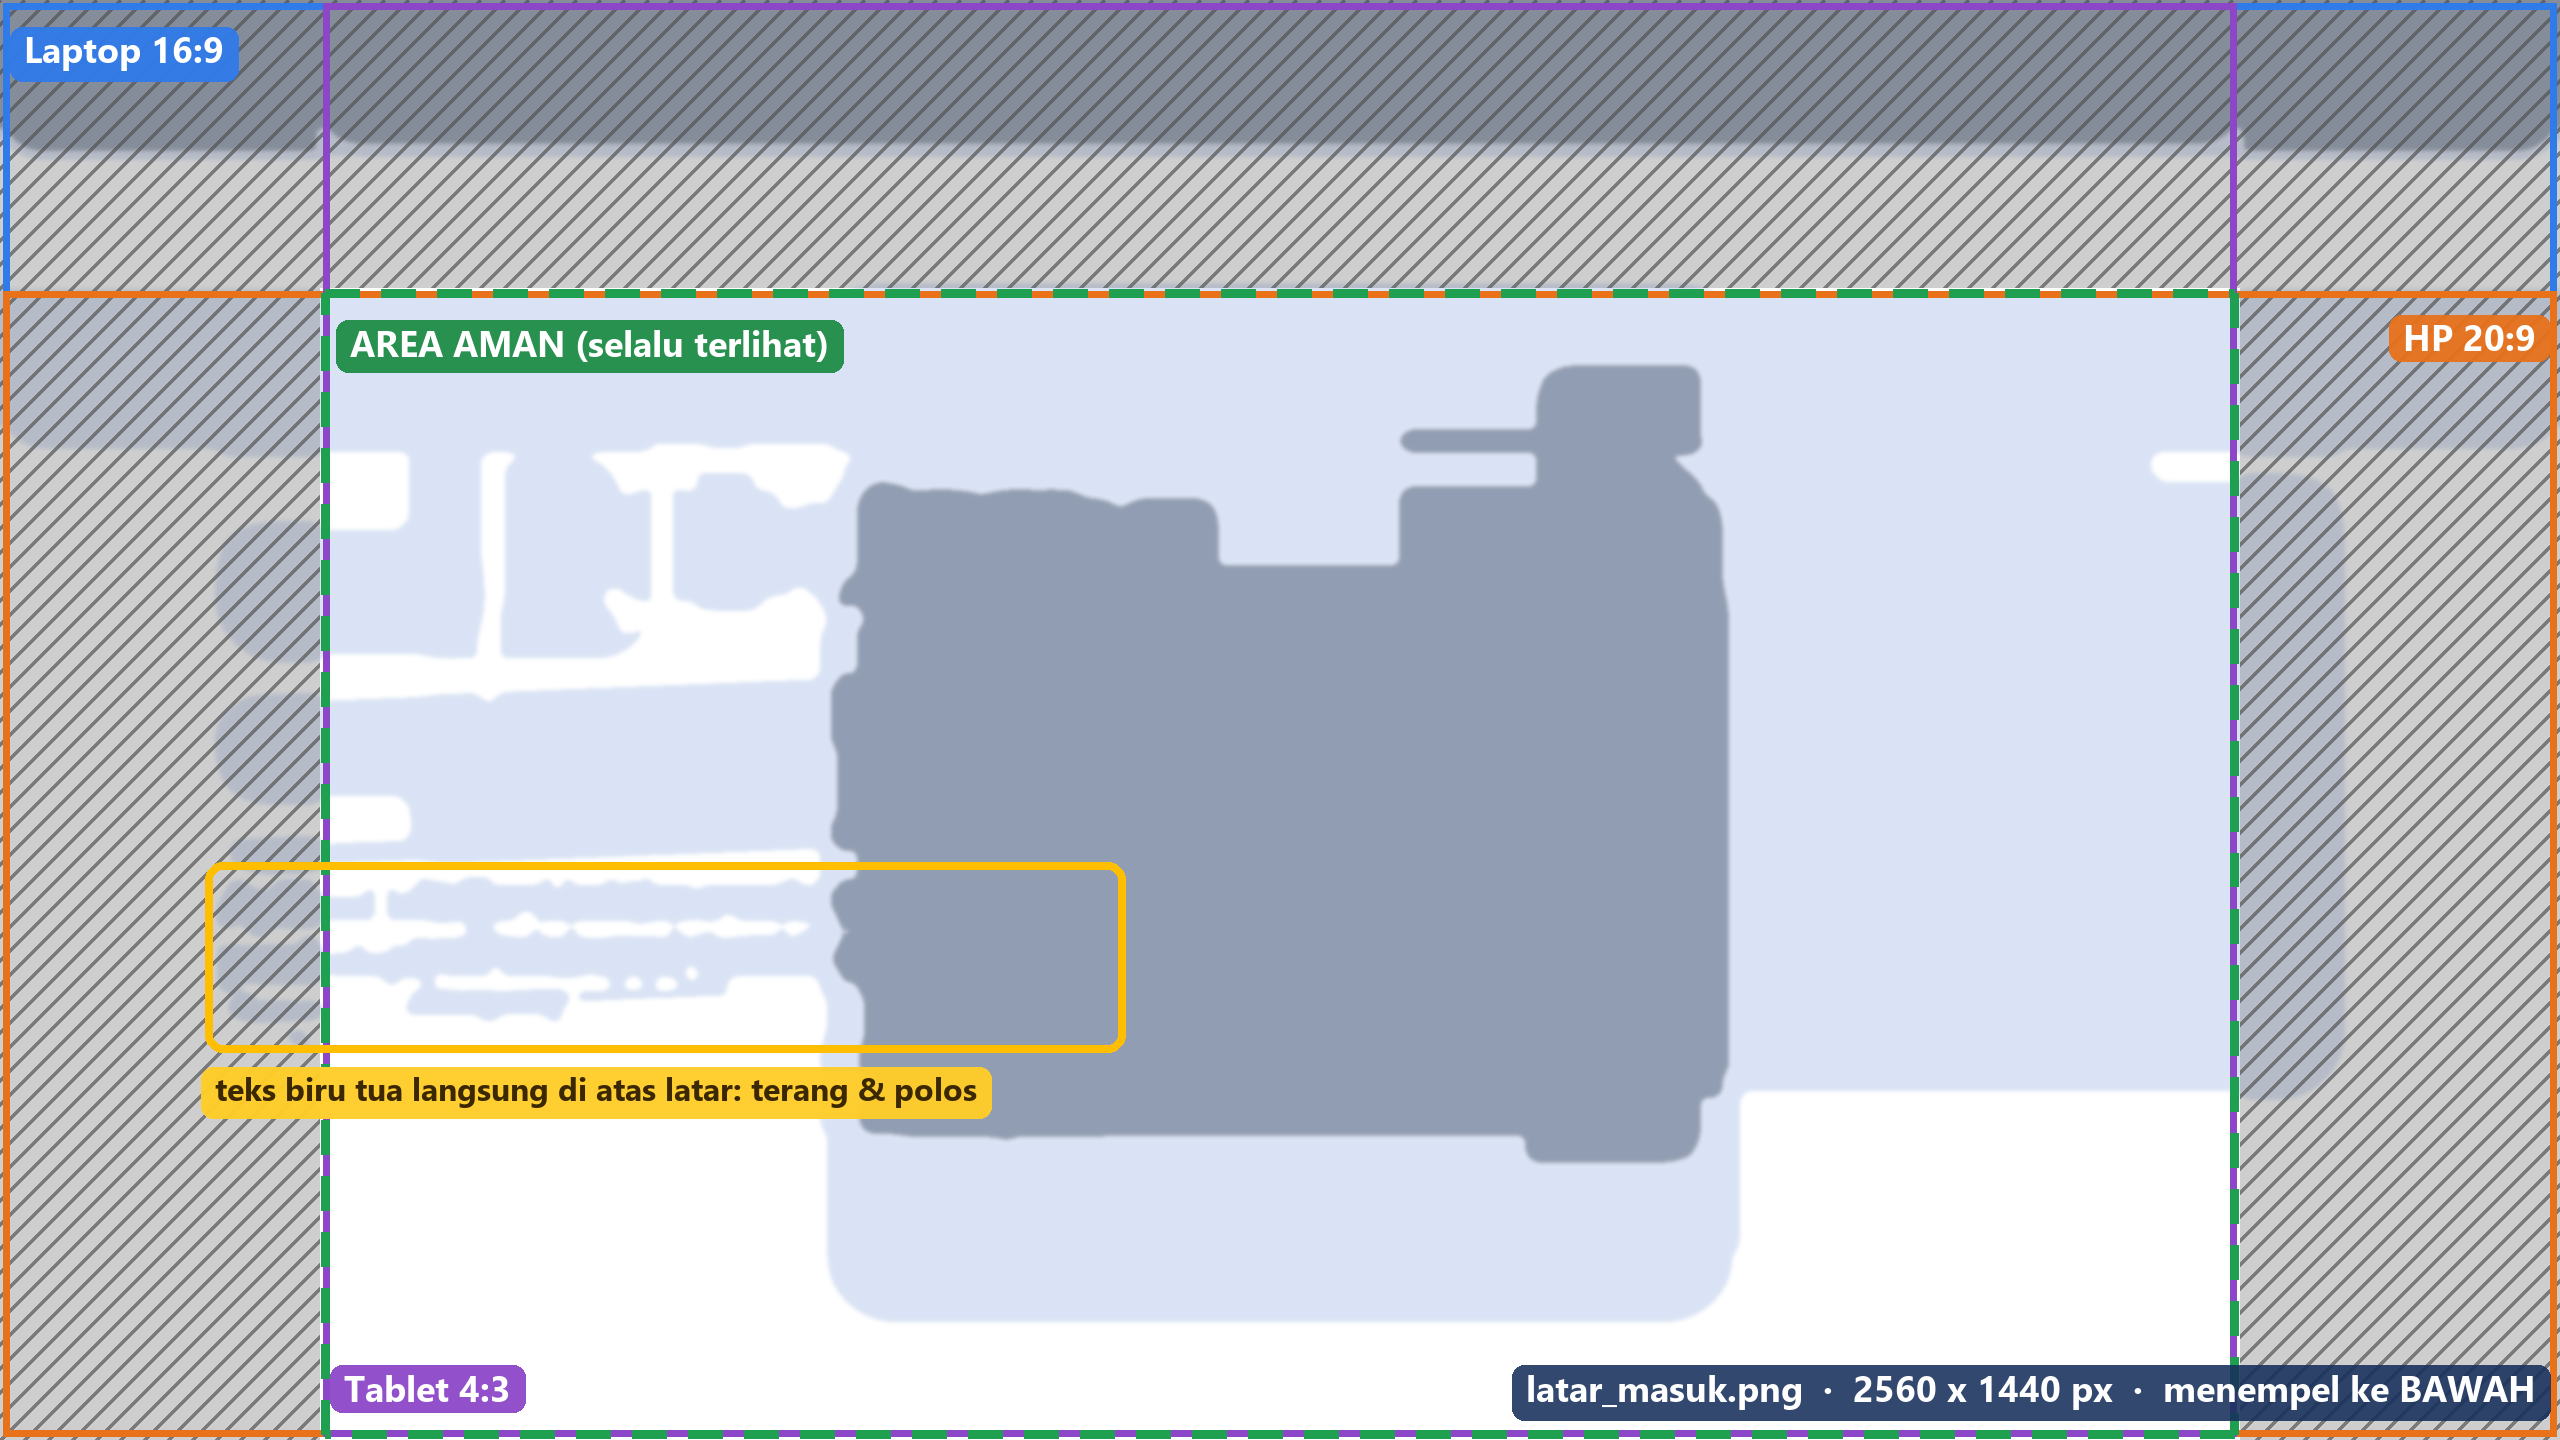 Laptop 16:9
AREA AMAN (selalu terlihat)
HP 20:9
teks biru tua langsung di atas latar: terang & polos
Tablet 4:3
latar_masuk.png · 2560 x 1440 px · menempel ke BAWAH